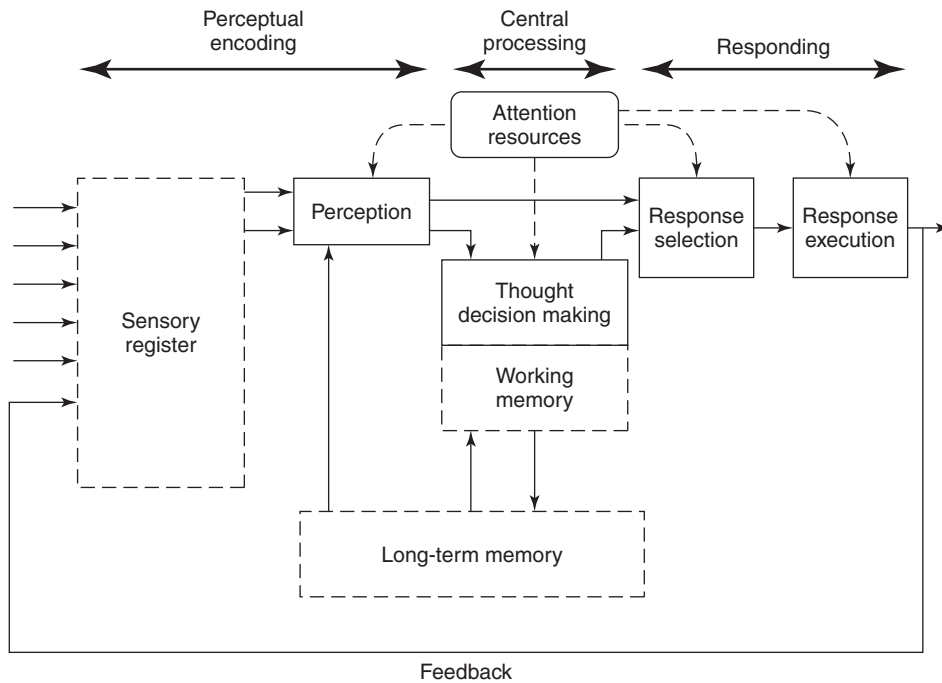 Perceptual
encoding
Central
processing
Responding
Attention
resources
Sensory
register
Perception
Response
selection
Response
execution
Thought
decision making
Working
memory
Long-term memory
Feedback